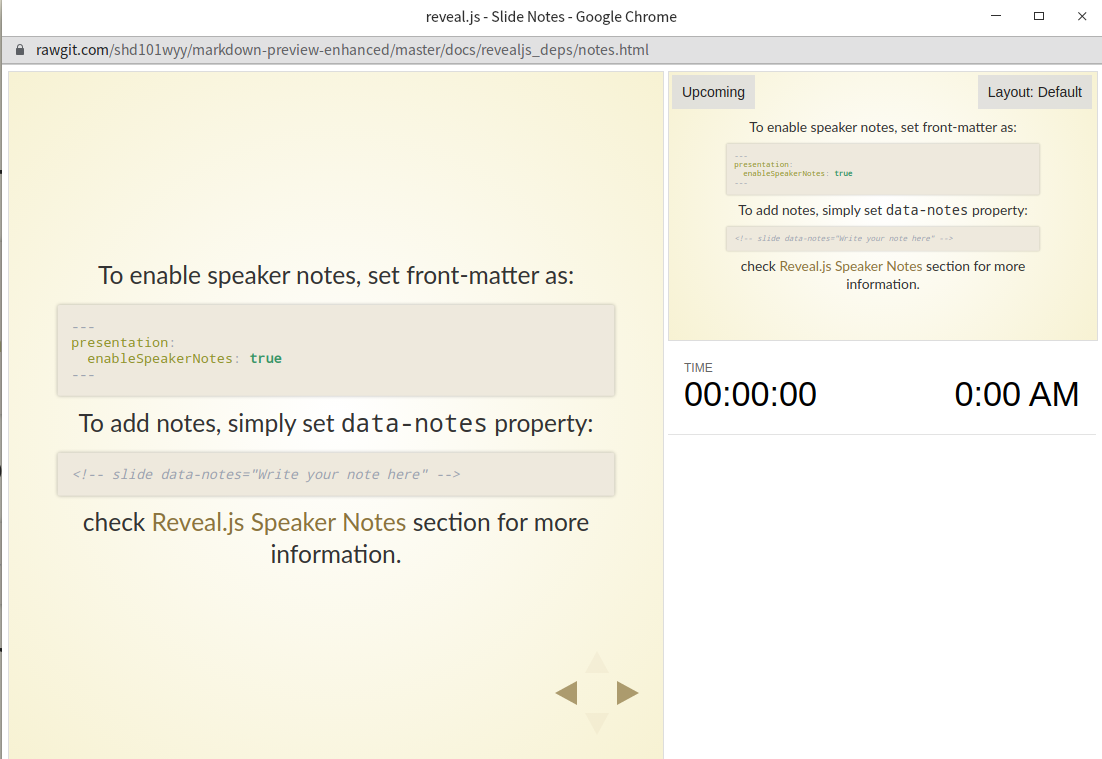 reveal.js - Slide Notes - Google Chrome
rawgit.com/shd101wyy/markdown-preview-enhanced/master/docs/revealjs_deps/notes.html
To enable speaker notes, set front-matter as:
---
presentation:
  enableSpeakerNotes: true
---
To add notes, simply set data-notes property:
<!-- slide data-notes="Write your note here" -->
check Reveal.js Speaker Notes section for more
information.
Upcoming
Layout: Default
To enable speaker notes, set front-matter as:
---
presentation:
  enableSpeakerNotes: true
---
To add notes, simply set data-notes property:
<!-- slide data-notes="Write your note here" -->
check Reveal.js Speaker Notes section for more
information.
TIME
00:00:00 0:00 AM